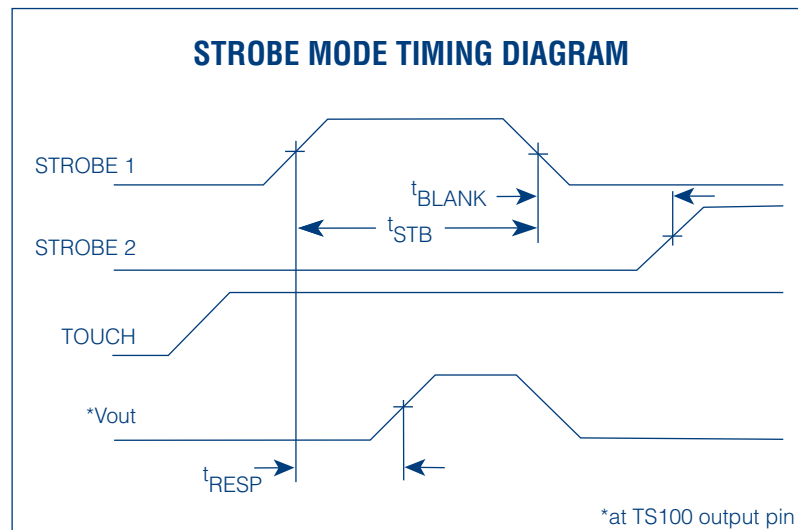 STROBE MODE TIMING DIAGRAM
STROBE 1
tBLANK
tSTB
STROBE 2
TOUCH
*Vout
tRESP
*at TS100 output pin